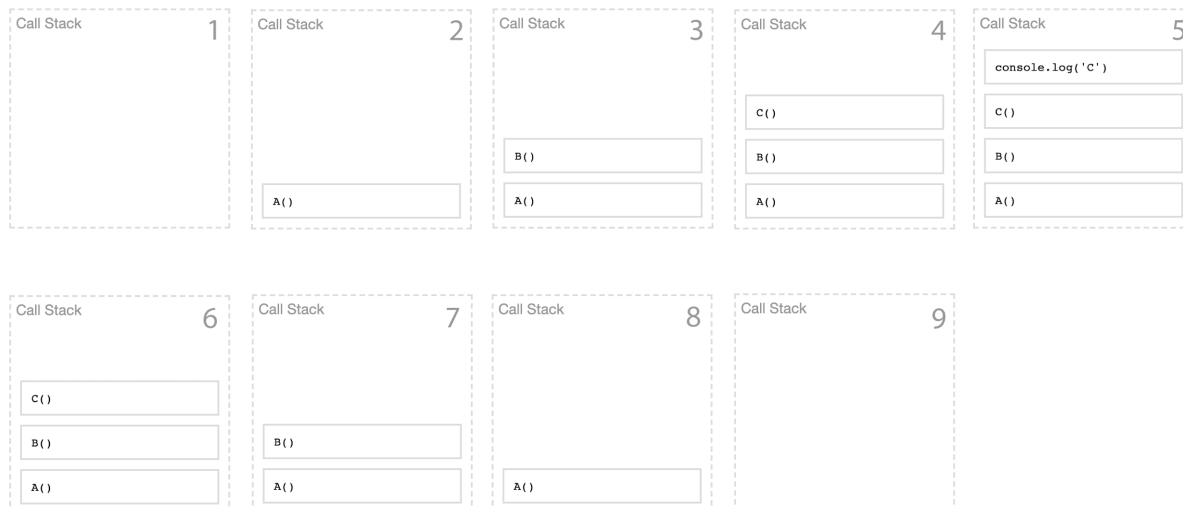 Call Stack 1
Call Stack 2
Call Stack 3
Call Stack 4
Call Stack 5
console.log('C')
C()
C()
B()
B()
B()
A()
A()
A()
A()
Call Stack 6
Call Stack 7
Call Stack 8
Call Stack 9
C()
B()
B()
A()
A()
A()